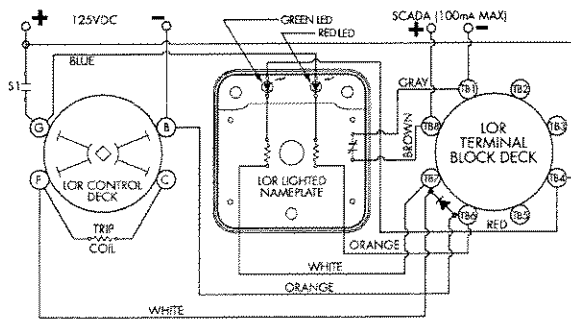 + 125VDC -
GREEN LED
RED LED
SCADA (100mA MAX)
+ -
BLUE
S1
GRAY
BROWN
TB1
TB2
TB8
TB3
TB7
TB4
TB6
TB5
G
B
F
C
LOR CONTROL
DECK
LOR LIGHTED
NAMEPLATE
LOR
TERMINAL
BLOCK DECK
TRIP
COIL
RED
ORANGE
WHITE
ORANGE
WHITE